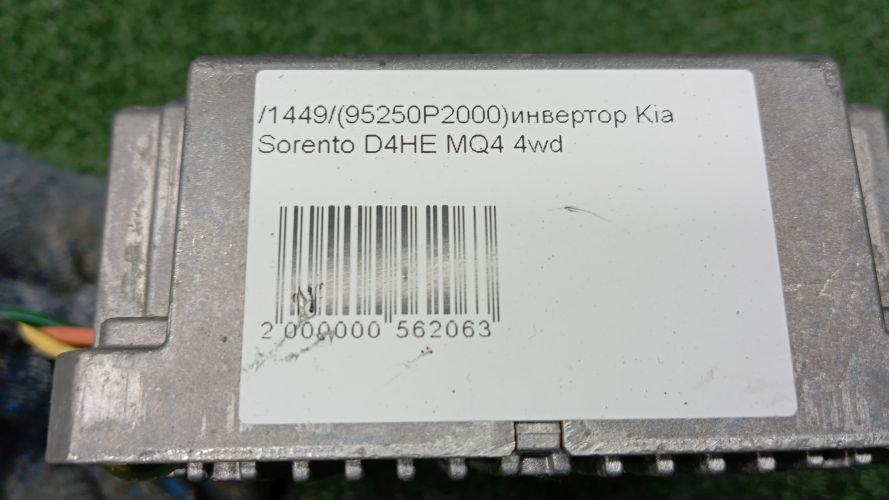 /1449/(95250P2000)инвертор Kia
Sorento D4HE MQ4 4wd
2 000000 562063